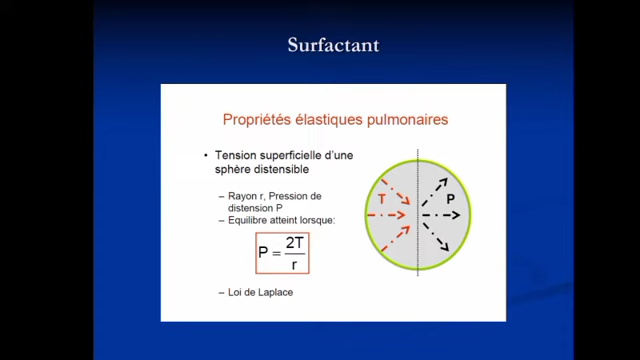 Surfactant
Propriétés élastiques pulmonaires
• Tension superficielle d'une
sphère distensible
– Rayon r, Pression de
distension P
– Equilibre atteint lorsque:
P = 2T/r
– Loi de Laplace
T
P